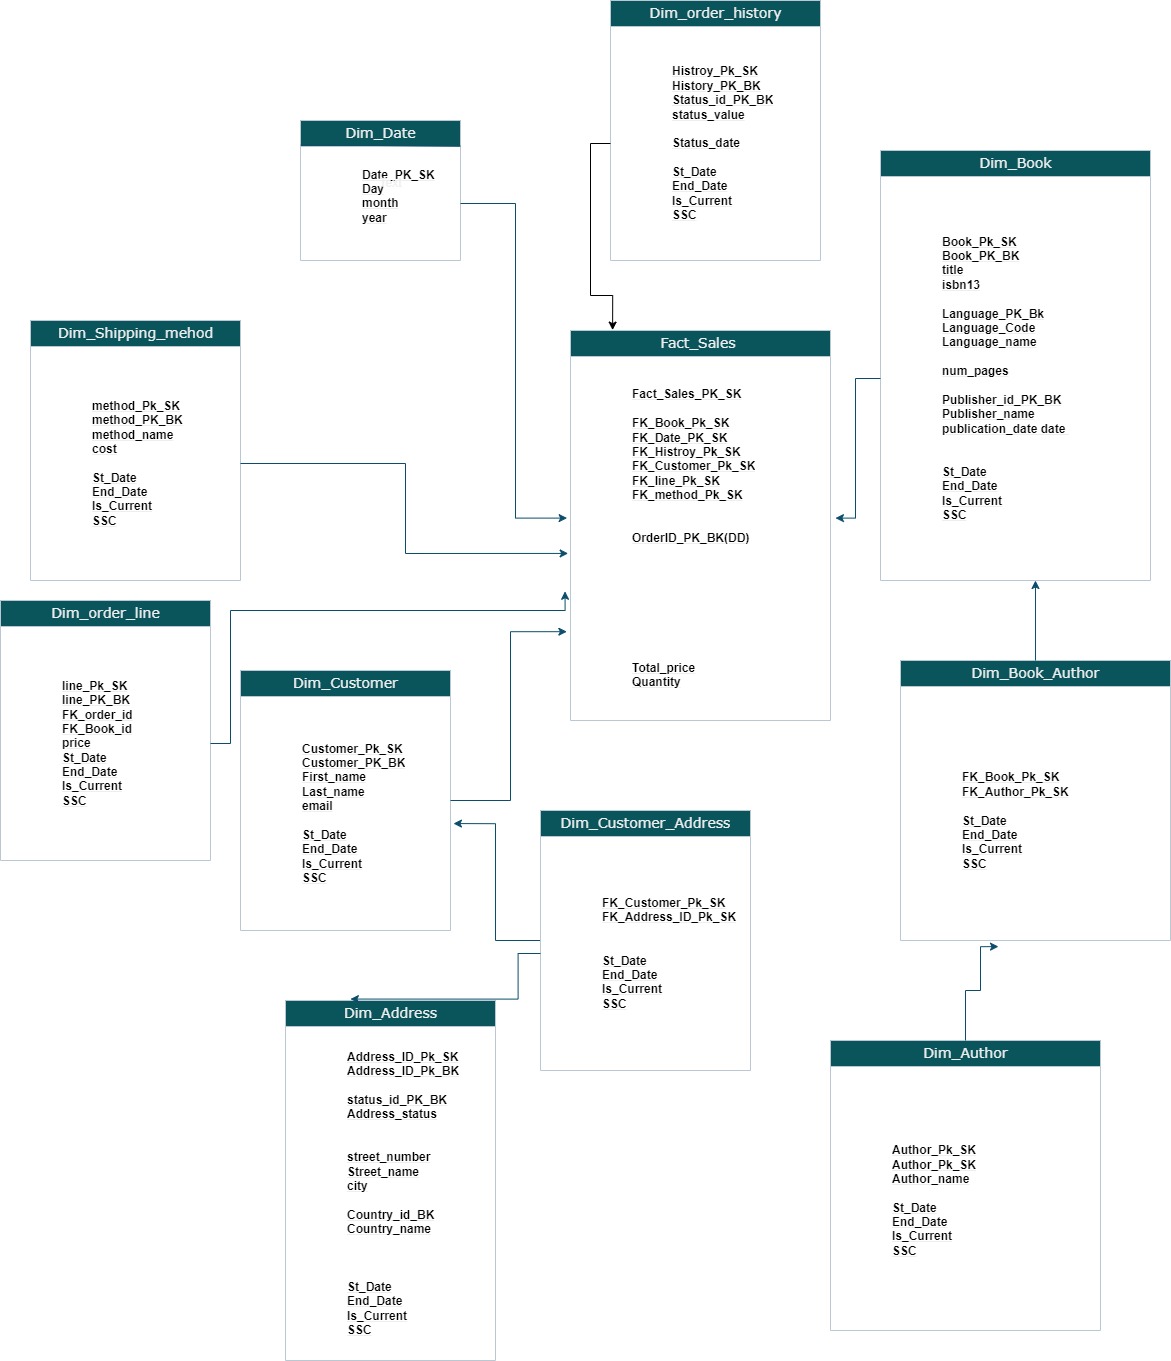 Dim_order_history
Histroy_Pk_SK
History_PK_BK
Status_id_PK_BK
status_value
Status_date
St_Date
End_Date
Is_Current
SSC
Dim_Date
Date_PK_SK
Day
month
year
Dim_Book
Book_Pk_SK
Book_PK_BK
title
isbn13
Language_PK_Bk
Language_Code
Language_name
num_pages
Publisher_id_PK_BK
Publisher_name
publication_date date
St_Date
End_Date
Is_Current
SSC
Dim_Shipping_mehod
method_Pk_SK
method_PK_BK
method_name
cost
St_Date
End_Date
Is_Current
SSC
Fact_Sales
Fact_Sales_PK_SK
FK_Book_Pk_SK
FK_Date_PK_SK
FK_Histroy_Pk_SK
FK_Customer_Pk_SK
FK_line_Pk_SK
FK_method_Pk_SK
OrderID_PK_BK(DD)
Total_price
Quantity
Dim_order_line
line_Pk_SK
line_PK_BK
FK_order_id
FK_Book_id
price
St_Date
End_Date
Is_Current
SSC
Dim_Customer
Customer_Pk_SK
Customer_PK_BK
First_name
Last_name
email
St_Date
End_Date
Is_Current
SSC
Dim_Book_Author
FK_Book_Pk_SK
FK_Author_Pk_SK
St_Date
End_Date
Is_Current
SSC
Dim_Customer_Address
FK_Customer_Pk_SK
FK_Address_ID_Pk_SK
St_Date
End_Date
Is_Current
SSC
Dim_Address
Address_ID_Pk_SK
Address_ID_Pk_BK
status_id_PK_BK
Address_status
street_number
Street_name
city
Country_id_BK
Country_name
St_Date
End_Date
Is_Current
SSC
Dim_Author
Author_Pk_SK
Author_Pk_SK
Author_name
St_Date
End_Date
Is_Current
SSC